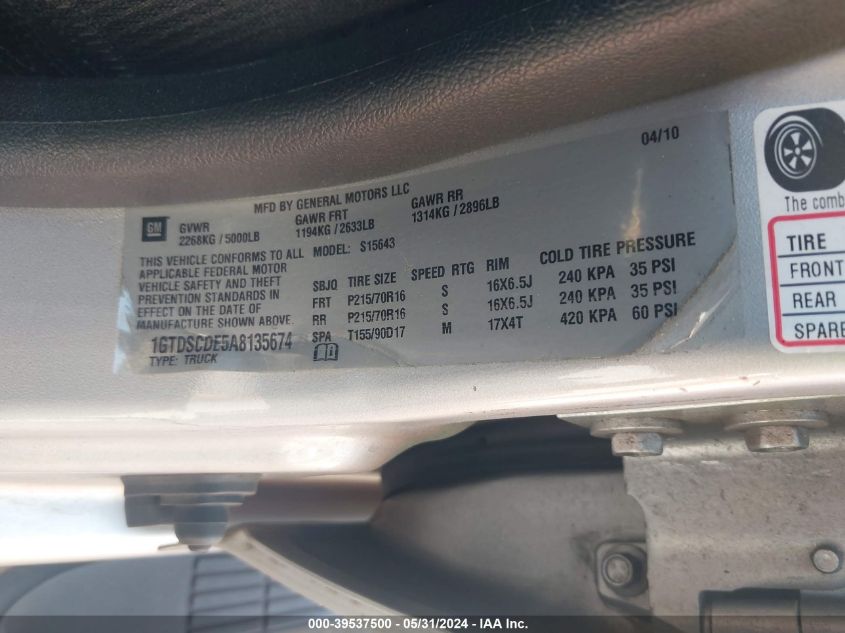 04/10
MFD BY GENERAL MOTORS LLC
GM
GVWR GAWR FRT GAWR RR
2268KG / 5000LB 1194KG / 2633LB 1314KG / 2896LB
THIS VEHICLE CONFORMS TO ALL
APPLICABLE FEDERAL MOTOR
VEHICLE SAFETY AND THEFT
PREVENTION STANDARDS IN
EFFECT ON THE DATE OF
MANUFACTURE SHOWN ABOVE.
1GTDSCDE5A8135674
TYPE: TRUCK
MODEL: S15643
SBJQ TIRE SIZE SPEED RTG RIM COLD TIRE PRESSURE
FRT P215/70R16 S 16X6.5J 240 KPA 35 PSI
RR P215/70R16 S 16X6.5J 240 KPA 35 PSI
SPA T155/90D17 M 17X4T 420 KPA 60 PSI
The comb
TIRE
FRONT
REAR
SPARE
000-39537500 - 05/31/2024 - IAA Inc.